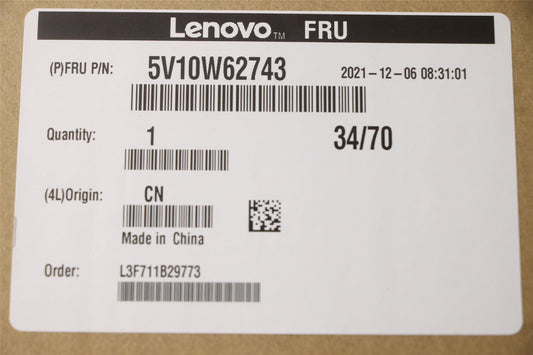 Lenovo™ FRU
(P)FRU P/N: 5V10W62743 2021-12-06 08:31:01
Quantity: 1 34/70
(4L)Origin: CN
Made in China
Order: L3F711B29773